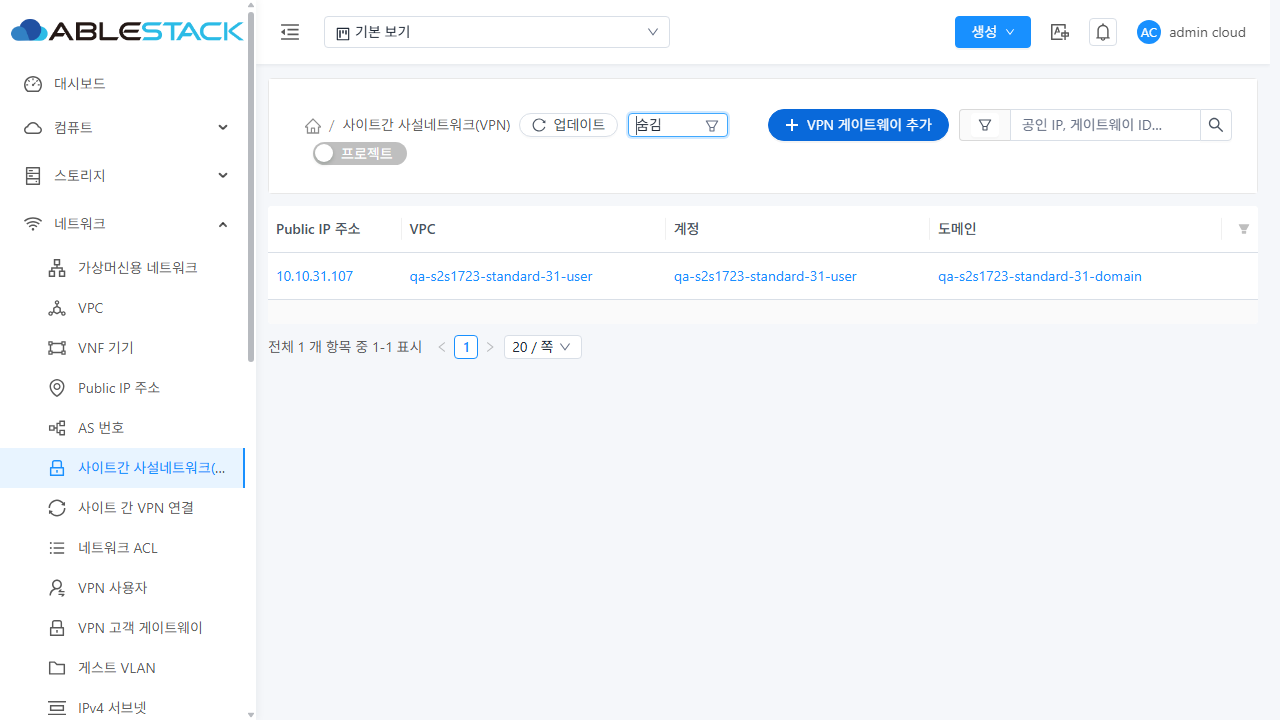 ABLESTACK
기본 보기
생성
AC
admin cloud
대시보드
컴퓨트
스토리지
네트워크
가상머신용 네트워크
VPC
VNF 기기
Public IP 주소
AS 번호
사이트간 사설네트워크(...
사이트 간 VPN 연결
네트워크 ACL
VPN 사용자
VPN 고객 게이트웨이
게스트 VLAN
IPv4 서브넷
/ 사이트간 사설네트워크(VPN)
업데이트
숨김
프로젝트
VPN 게이트웨이 추가
공인 IP, 게이트웨이 ID...
Public IP 주소 VPC 계정 도메인
10.10.31.107 qa-s2s1723-standard-31-user qa-s2s1723-standard-31-user qa-s2s1723-standard-31-domain
전체 1 개 항목 중 1-1 표시 < 1 > 20 / 쪽